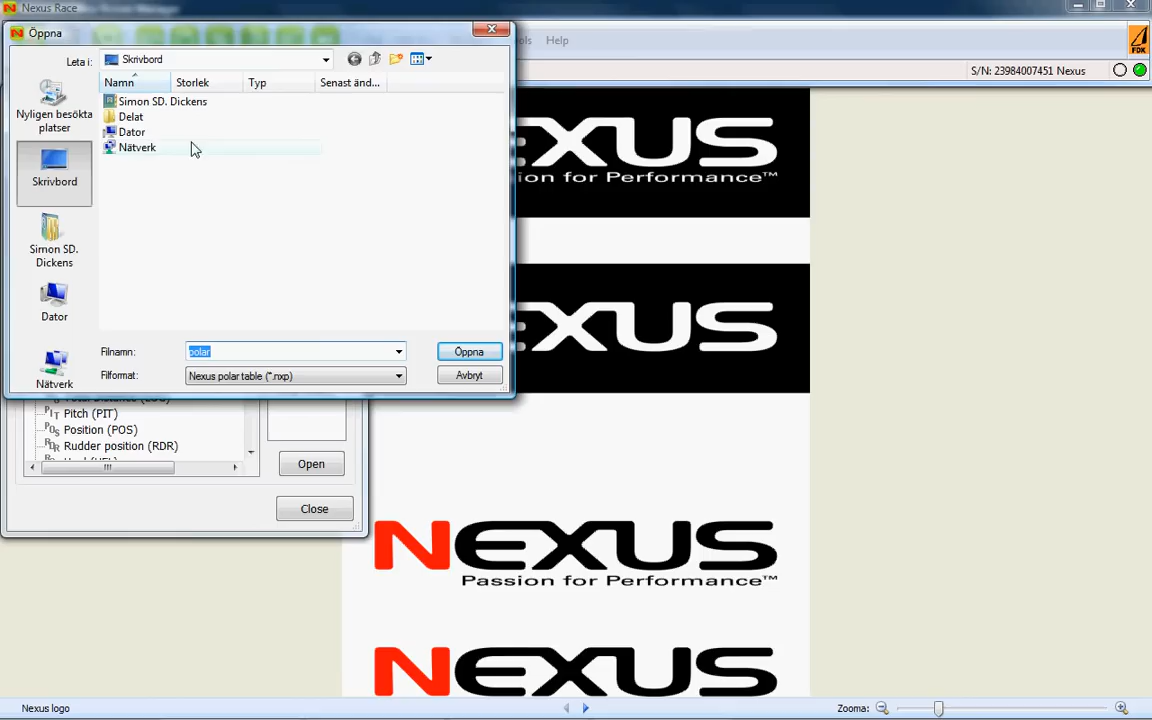 Nexus Race
Öppna
Help
Leta i:
Skrivbord
S/N: 23984007451 Nexus
FDX
Namn
Storlek
Typ
Senast änd...
Simon SD. Dickens
Delat
Dator
Nätverk
Nyligen besökta
platser
Skrivbord
Simon SD.
Dickens
Dator
Nätverk
Filnamn:
polar
Öppna
Filformat:
Nexus polar table (*.nxp)
Avbryt
Pitch (PIT)
Position (POS)
Rudder position (RDR)
Open
Close
EXUS
ion for Performance™
EXUS
NEXUS
Passion for Performance™
NEXUS
Nexus logo
Zooma: